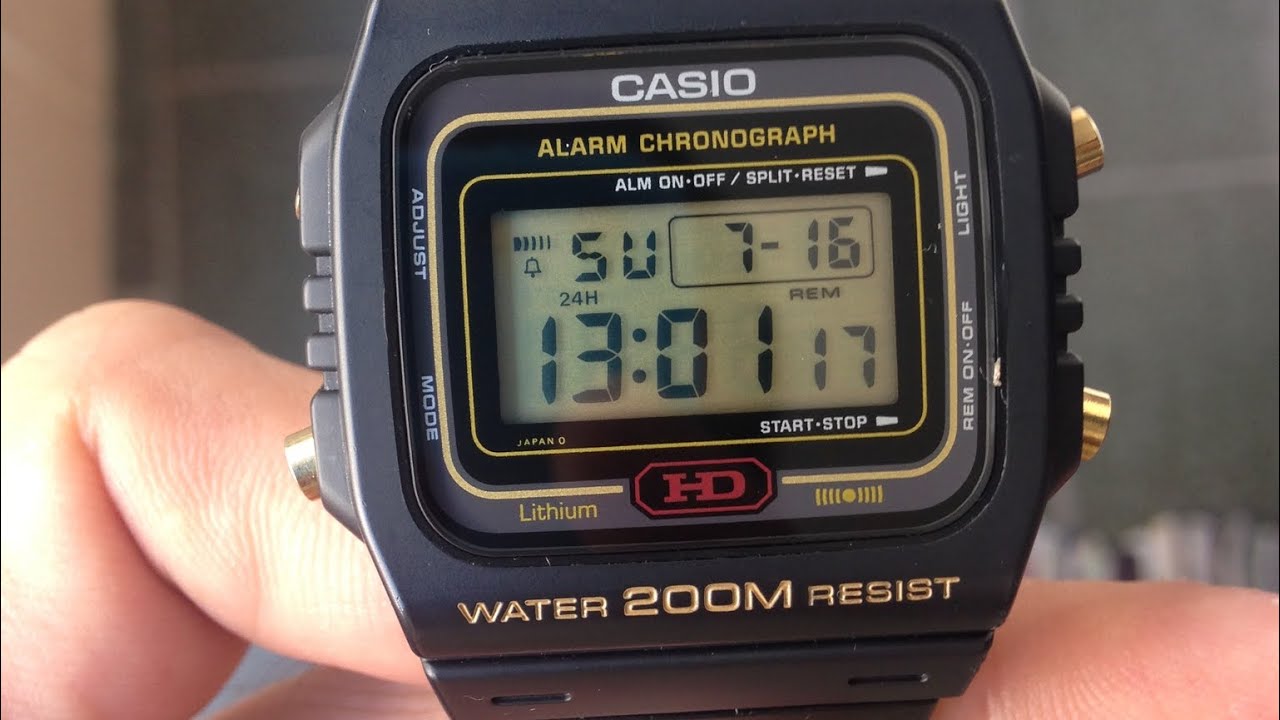 CASIO
ALARM CHRONOGRAPH
ALM ON·OFF / SPLIT·RESET
ADJUST
LIGHT
SU 7-16
24H
REM
13:01 17
MODE
REM ON·OFF
START·STOP
JAPAN 0
HD
Lithium
WATER 200M RESIST